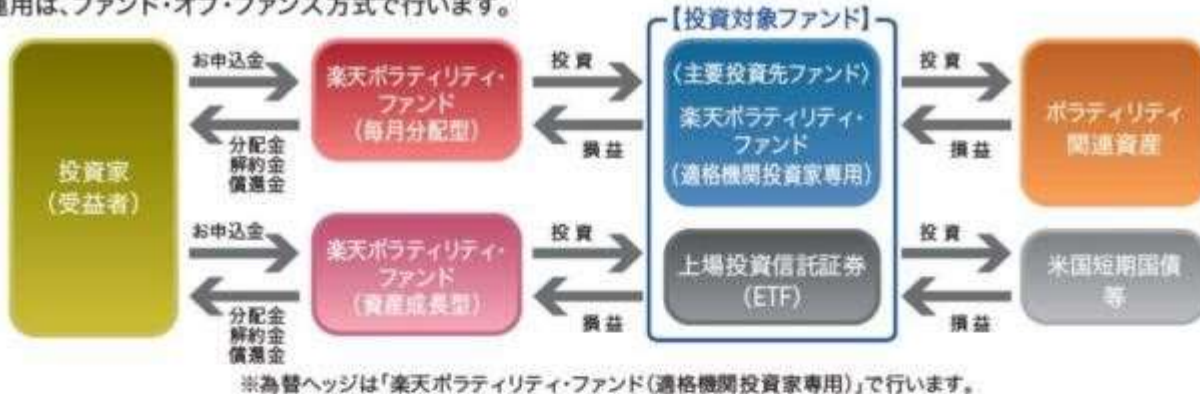 運用は、ファンド・オブ・ファンズ方式で行います。
【投資対象ファンド】
投資家
(受益者)
お申込金
分配金
解約金
償還金
楽天ボラティリティ・
ファンド
(毎月分配型)
投資
損益
〈主要投資先ファンド〉
楽天ボラティリティ・
ファンド
(適格機関投資家専用)
投資
損益
ボラティリティ
関連資産
お申込金
分配金
解約金
償還金
楽天ボラティリティ・
ファンド
(資産成長型)
投資
損益
上場投資信託証券
(ETF)
投資
損益
米国短期国債
等
※為替ヘッジは「楽天ボラティリティ・ファンド(適格機関投資家専用)」で行います。